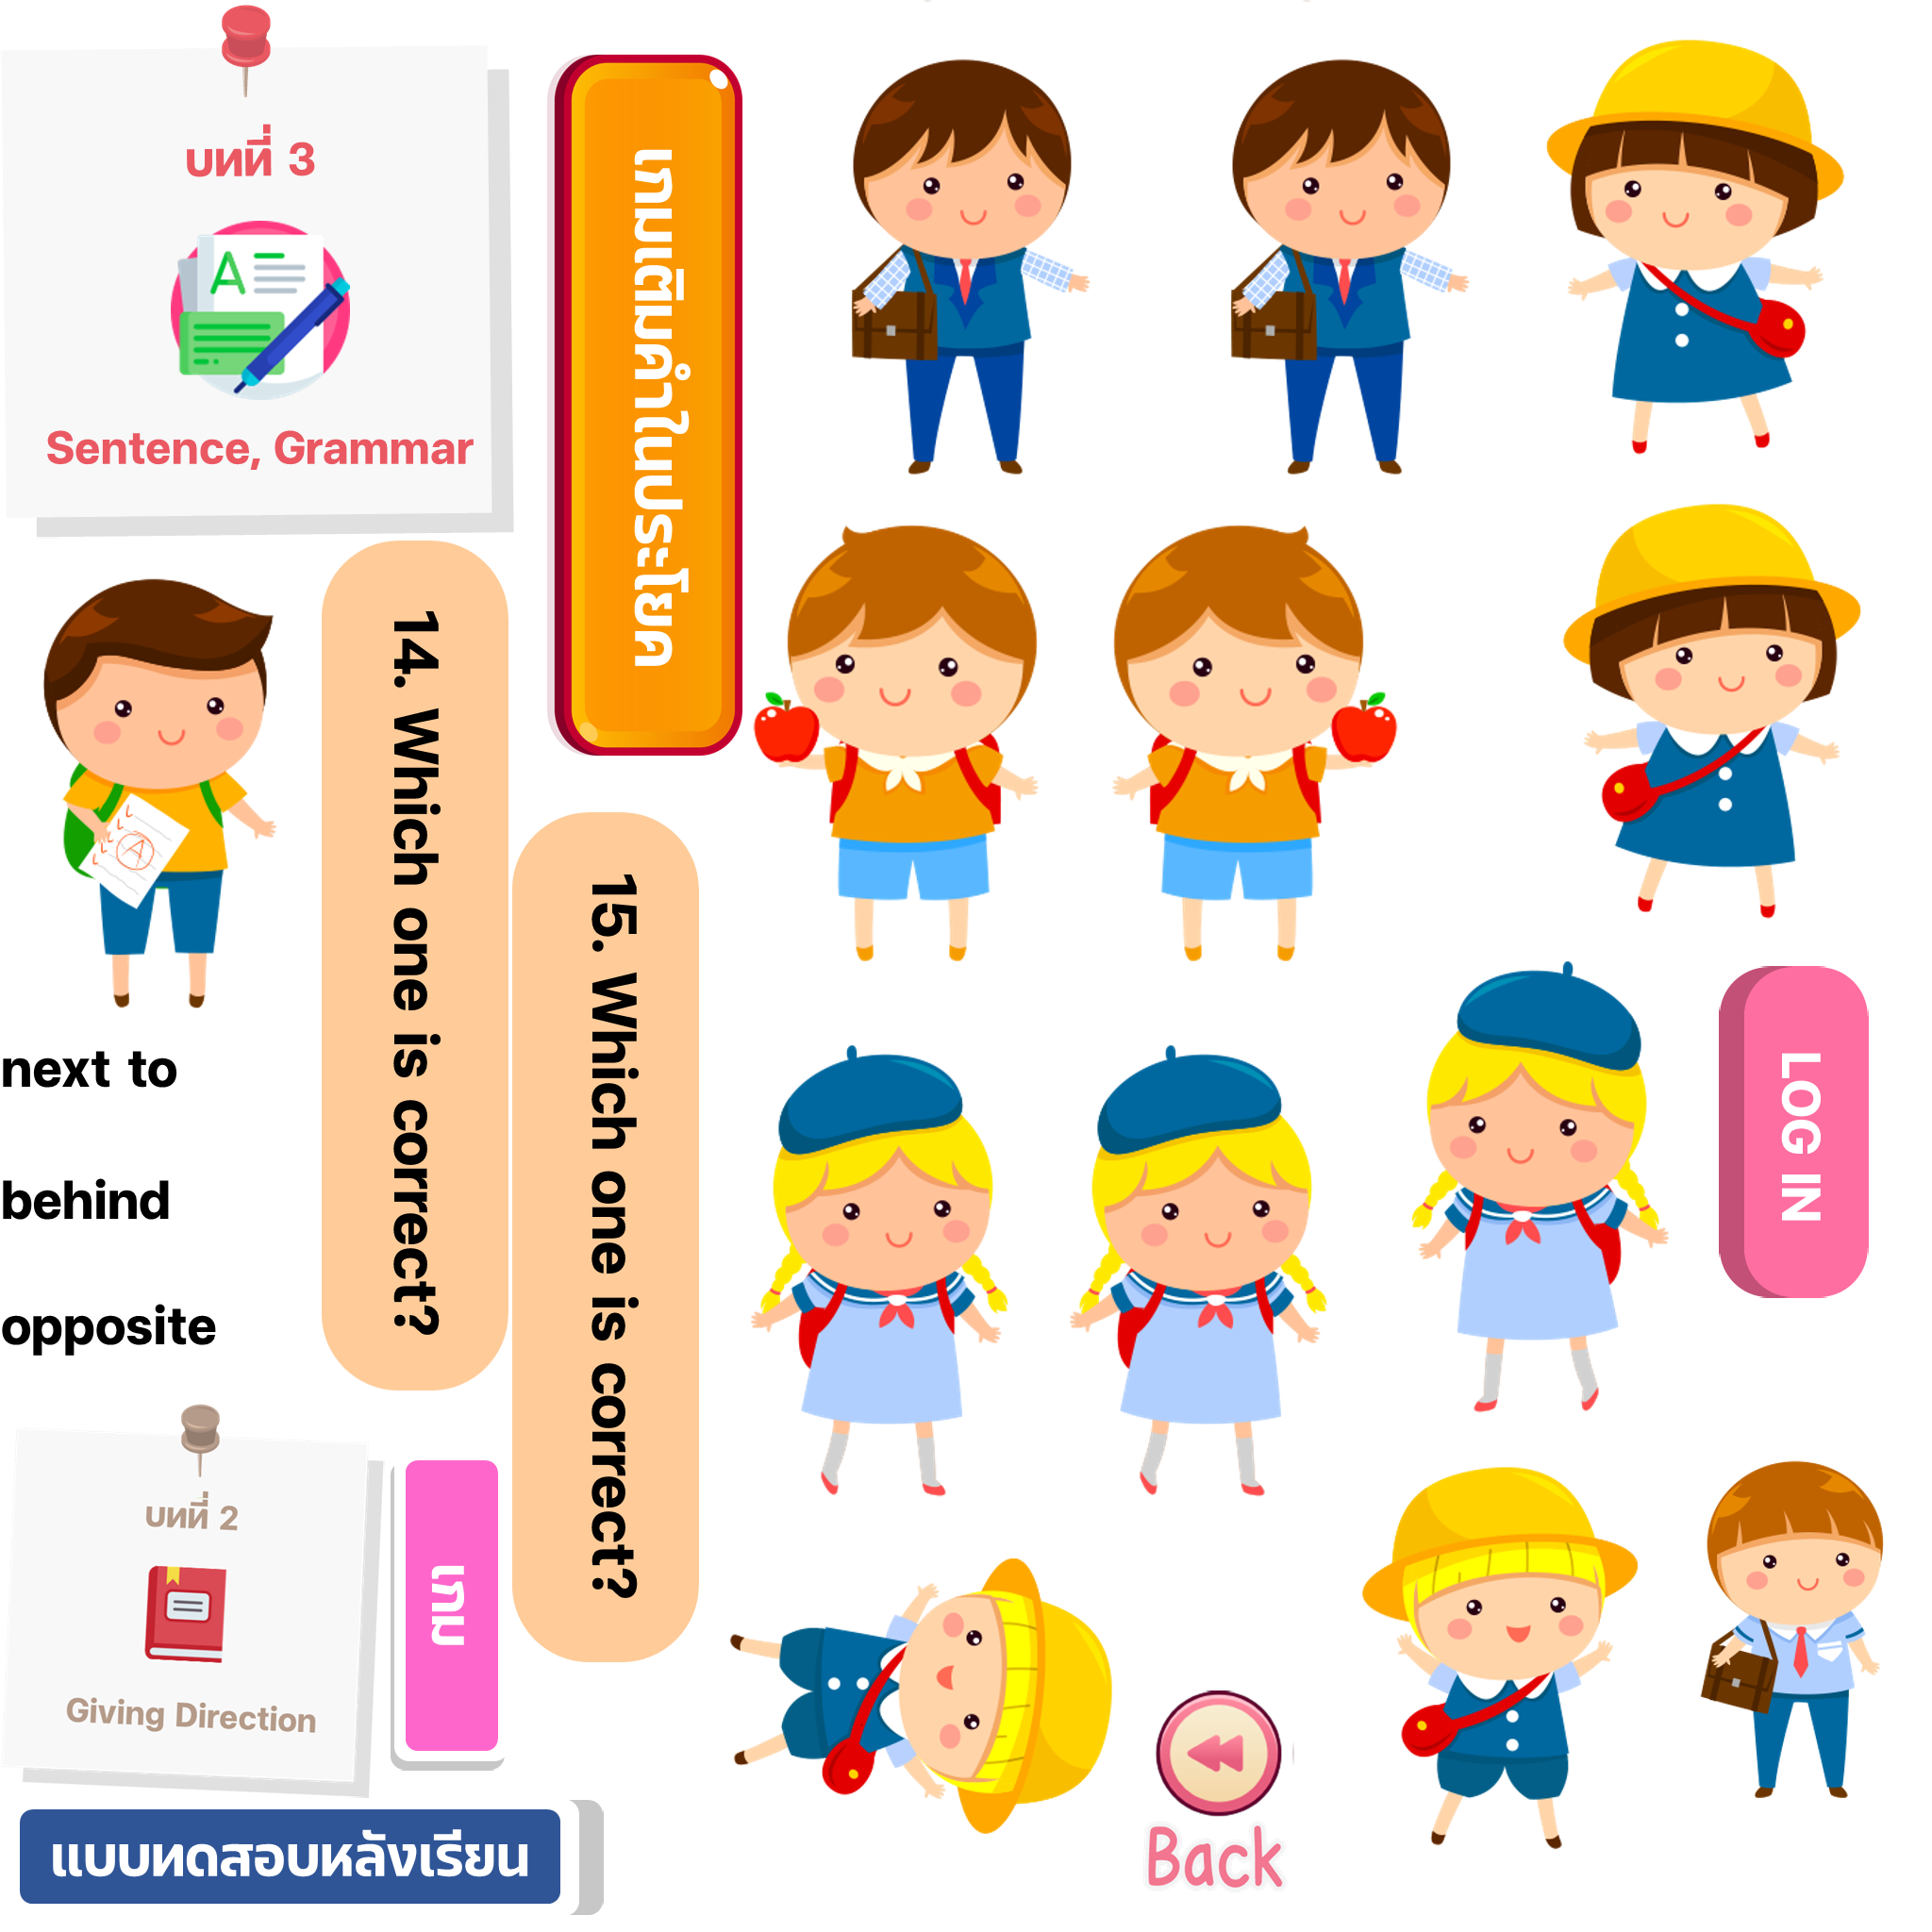 บทที่ 3
A
Sentence, Grammar
เกมเติมคำในประโยค
14. Which one is correct?
15. Which one is correct?
A
next to
behind
opposite
LOG IN
บทที่ 2
Giving Direction
เกม
Back
แบบทดสอบหลังเรียน